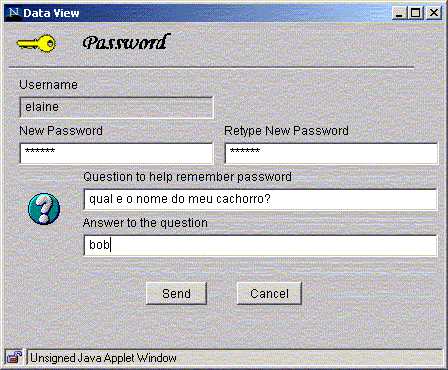 Data View
Password
Username
elaine
New Password
Retype New Password
******
******
Question to help remember password
qual e o nome do meu cachorro?
Answer to the question
bob
Send
Cancel
Unsigned Java Applet Window